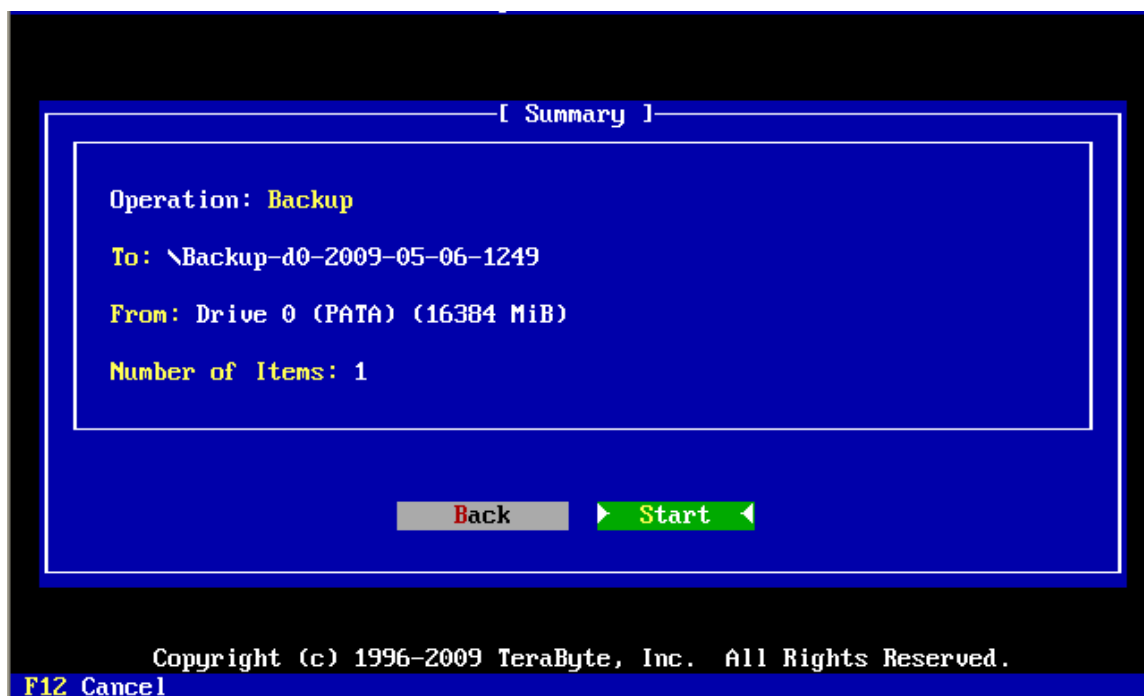 [ Summary ]
Operation: Backup
To: \Backup-d0-2009-05-06-1249
From: Drive 0 (PATA) (16384 MiB)
Number of Items: 1
Back Start
Copyright (c) 1996-2009 TeraByte, Inc. All Rights Reserved.
F12 Cancel